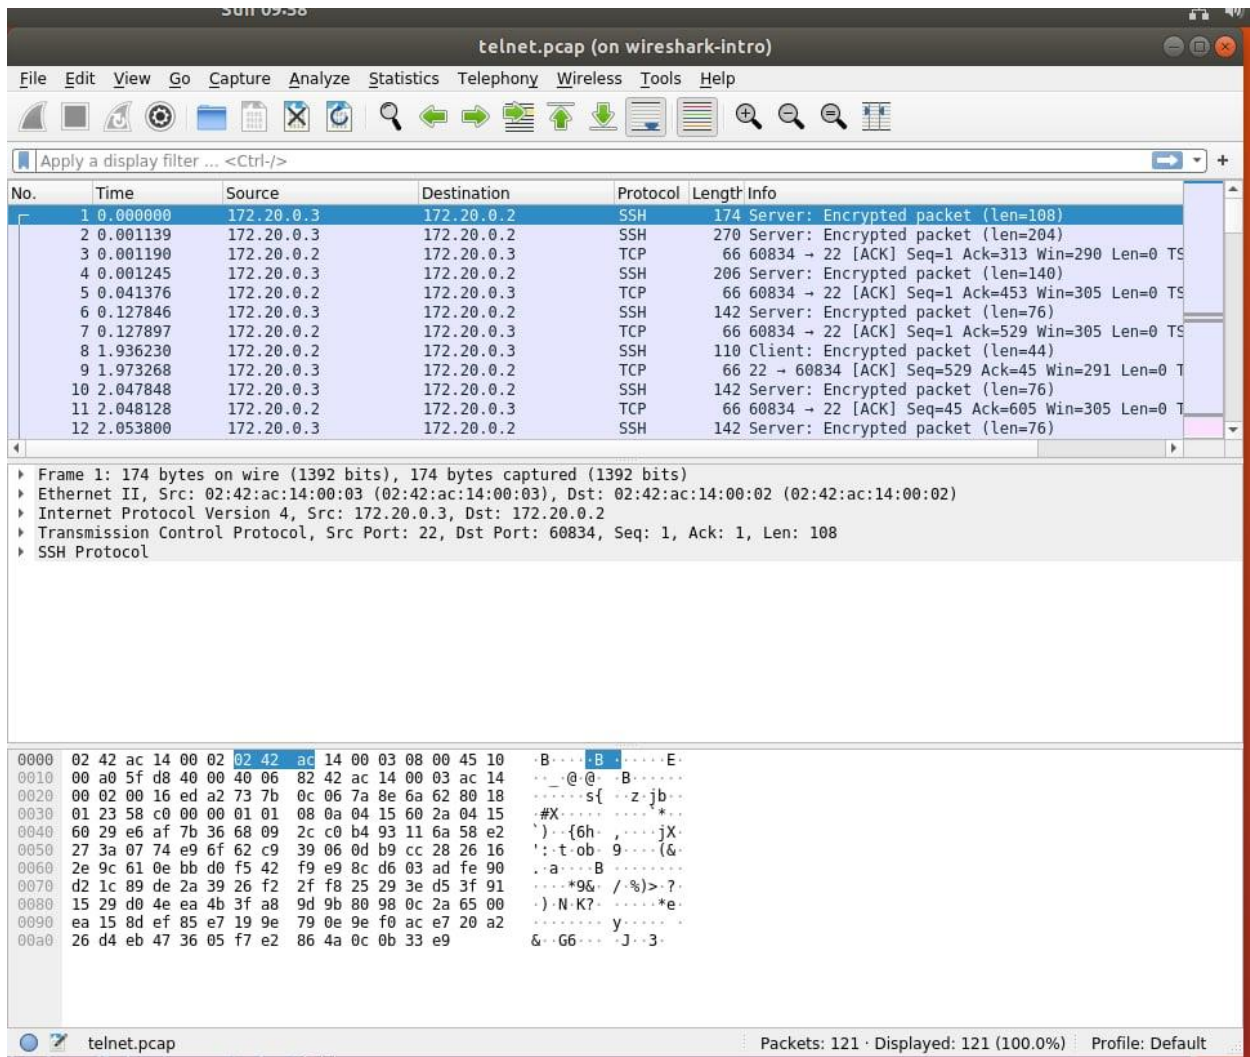 Sun 09:38
telnet.pcap (on wireshark-intro)
File Edit View Go Capture Analyze Statistics Telephony Wireless Tools Help
Apply a display filter ... <Ctrl-/>
No. Time Source Destination Protocol Length Info
1 0.000000 172.20.0.3 172.20.0.2 SSH 174 Server: Encrypted packet (len=108)
2 0.001139 172.20.0.3 172.20.0.2 SSH 270 Server: Encrypted packet (len=204)
3 0.001190 172.20.0.2 172.20.0.3 TCP 66 60834 → 22 [ACK] Seq=1 Ack=313 Win=290 Len=0 TS
4 0.001245 172.20.0.3 172.20.0.2 SSH 206 Server: Encrypted packet (len=140)
5 0.041376 172.20.0.2 172.20.0.3 TCP 66 60834 → 22 [ACK] Seq=1 Ack=453 Win=305 Len=0 TS
6 0.127846 172.20.0.3 172.20.0.2 SSH 142 Server: Encrypted packet (len=76)
7 0.127897 172.20.0.2 172.20.0.3 TCP 66 60834 → 22 [ACK] Seq=1 Ack=529 Win=305 Len=0 TS
8 1.936230 172.20.0.2 172.20.0.3 SSH 110 Client: Encrypted packet (len=44)
9 1.973268 172.20.0.3 172.20.0.2 TCP 66 22 → 60834 [ACK] Seq=529 Ack=45 Win=291 Len=0 T
10 2.047848 172.20.0.3 172.20.0.2 SSH 142 Server: Encrypted packet (len=76)
11 2.048128 172.20.0.2 172.20.0.3 TCP 66 60834 → 22 [ACK] Seq=45 Ack=605 Win=305 Len=0 T
12 2.053800 172.20.0.3 172.20.0.2 SSH 142 Server: Encrypted packet (len=76)
Frame 1: 174 bytes on wire (1392 bits), 174 bytes captured (1392 bits)
Ethernet II, Src: 02:42:ac:14:00:03 (02:42:ac:14:00:03), Dst: 02:42:ac:14:00:02 (02:42:ac:14:00:02)
Internet Protocol Version 4, Src: 172.20.0.3, Dst: 172.20.0.2
Transmission Control Protocol, Src Port: 22, Dst Port: 60834, Seq: 1, Ack: 1, Len: 108
SSH Protocol
0000 02 42 ac 14 00 02 02 42 ac 14 00 03 08 00 45 10 ·B·····B ······E·
0010 00 a0 5f d8 40 00 40 06 82 42 ac 14 00 03 ac 14 ··_·@·@· ·B······
0020 00 02 00 16 ed a2 73 7b 0c 06 7a 8e 6a 62 80 18 ······s{ ··z·jb··
0030 01 23 58 c0 00 00 01 01 08 0a 04 15 60 2a 04 15 ·#X····· ····`*··
0040 60 29 e6 af 7b 36 68 09 2c c0 b4 93 11 6a 58 e2 `)··{6h· ,····jX·
0050 27 3a 07 74 e9 6f 62 c9 39 06 0d b9 cc 28 26 16 ':·t·ob· 9····(&·
0060 2e 9c 61 0e bb d0 f5 42 f9 e9 8c d6 03 ad fe 90 .·a····B ········
0070 d2 1c 89 de 2a 39 26 f2 2f f8 25 29 3e d5 3f 91 ····*9&· /·%)>·?·
0080 15 29 d0 4e ea 4b 3f a8 9d 9b 80 98 0c 2a 65 00 ·)·N·K?· ·····*e·
0090 ea 15 8d ef 85 e7 19 9e 79 0e 9e f0 ac e7 20 a2 ········ y····· ·
00a0 26 d4 eb 47 36 05 f7 e2 86 4a 0c 0b 33 e9 &··G6··· ·J··3·
telnet.pcap Packets: 121 · Displayed: 121 (100.0%) Profile: Default